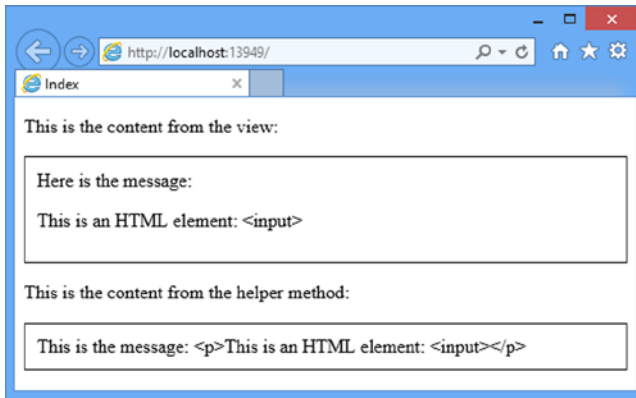 http://localhost:13949/
Index
This is the content from the view:
Here is the message:
This is an HTML element: <input>
This is the content from the helper method:
This is the message: <p>This is an HTML element: <input></p>